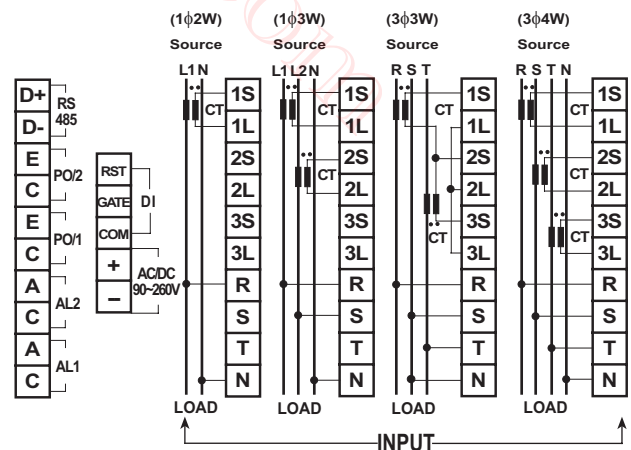 (1ϕ2W) (1ϕ3W) (3ϕ3W) (3ϕ4W)
Source Source Source Source
L1 N L1 L2 N R S T R S T N
D+
D-
RS
485
E
C
PO/2
E
C
PO/1
A
C
AL2
A
C
AL1
RST
GATE
COM
DI
+
−
AC/DC
90~260V
1S
1L
2S
2L
3S
3L
R
S
T
N
CT
LOAD
1S
1L
2S
2L
3S
3L
R
S
T
N
CT
CT
LOAD
1S
1L
2S
2L
3S
3L
R
S
T
N
CT
CT
LOAD
1S
1L
2S
2L
3S
3L
R
S
T
N
CT
CT
CT
LOAD
INPUT
com